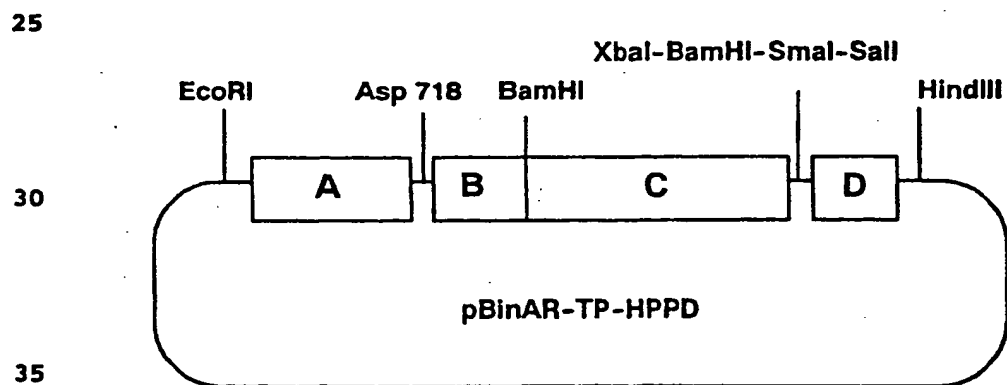 25
XbaI-BamHI-SmaI-SalI
EcoRI Asp 718 BamHI HindIII
30
A B C D
pBinAR-TP-HPPD
35